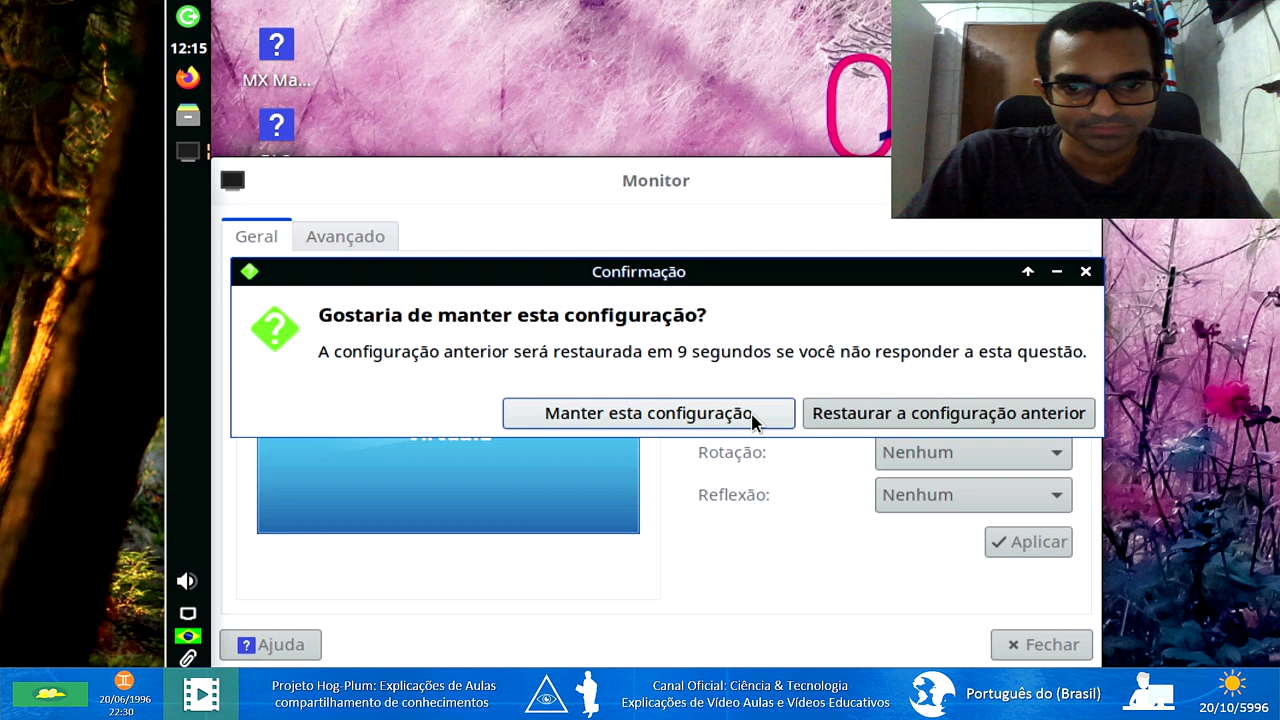 12:15
MX Ma...
Monitor
Geral
Avançado
Confirmação
Gostaria de manter esta configuração?
A configuração anterior será restaurada em 9 segundos se você não responder a esta questão.
Manter esta configuração
Restaurar a configuração anterior
Rotação:
Nenhum
Reflexão:
Nenhum
Aplicar
Ajuda
Fechar
20/06/1996
22:30
Projeto Hog-Plum: Explicações de Aulas
compartilhamento de conhecimentos
Canal Oficial: Ciência & Tecnologia
Explicações de Vídeo Aulas e Vídeos Educativos
Português do (Brasil)
20/10/5996